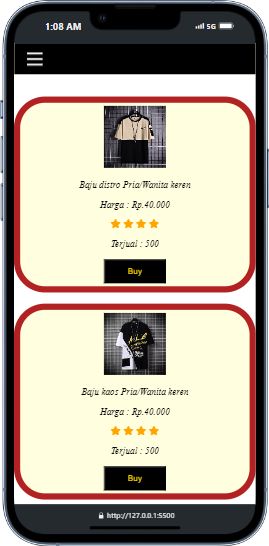 1:08 AM 5G
Baju distro Pria/Wanita keren
Harga : Rp.40.000
Terjual : 500
Buy
Baju kaos Pria/Wanita keren
Harga : Rp.40.000
Terjual : 500
Buy
http://127.0.0.1:5500